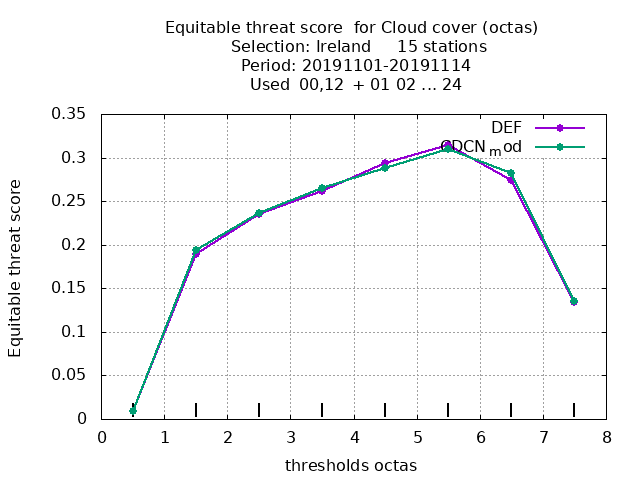 Equitable threat score for Cloud cover (octas)
Selection: Ireland 15 stations
Period: 20191101-20191114
Used 00,12 + 01 02 ... 24
DEF
CDCN mod
Equitable threat score
0.35
0.3
0.25
0.2
0.15
0.1
0.05
0
0 1 2 3 4 5 6 7 8
thresholds octas